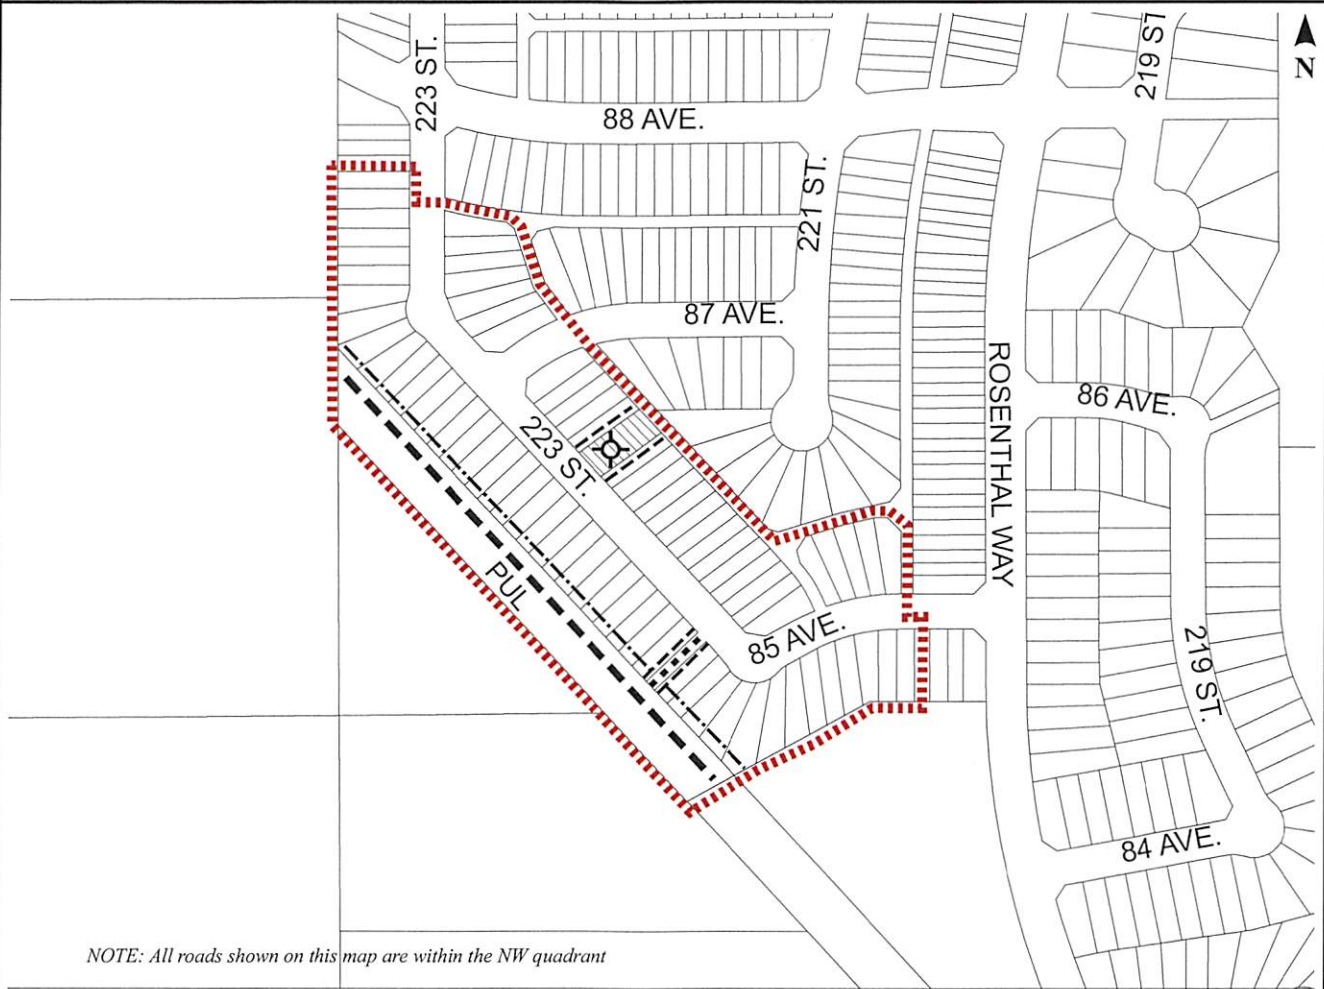 223 ST.
219 ST
N
88 AVE.
221 ST.
87 AVE.
ROSENTHAL WAY
86 AVE.
223 ST.
PUL
85 AVE.
219 ST.
84 AVE.
NOTE: All roads shown on this map are within the NW quadrant